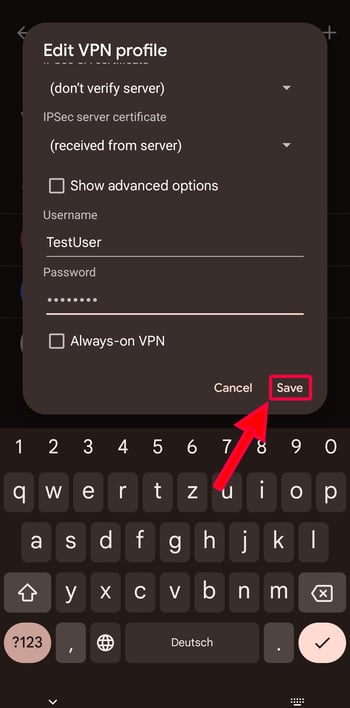 Edit VPN profile
(don't verify server)
IPSec server certificate
(received from server)
Show advanced options
Username
TestUser
Password
••••••••
Always-on VPN
Cancel Save
1 2 3 4 5 6 7 8 9 0
q w e r t z u i o p
a s d f g h j k l
y x c v b n m
?123 , Deutsch .